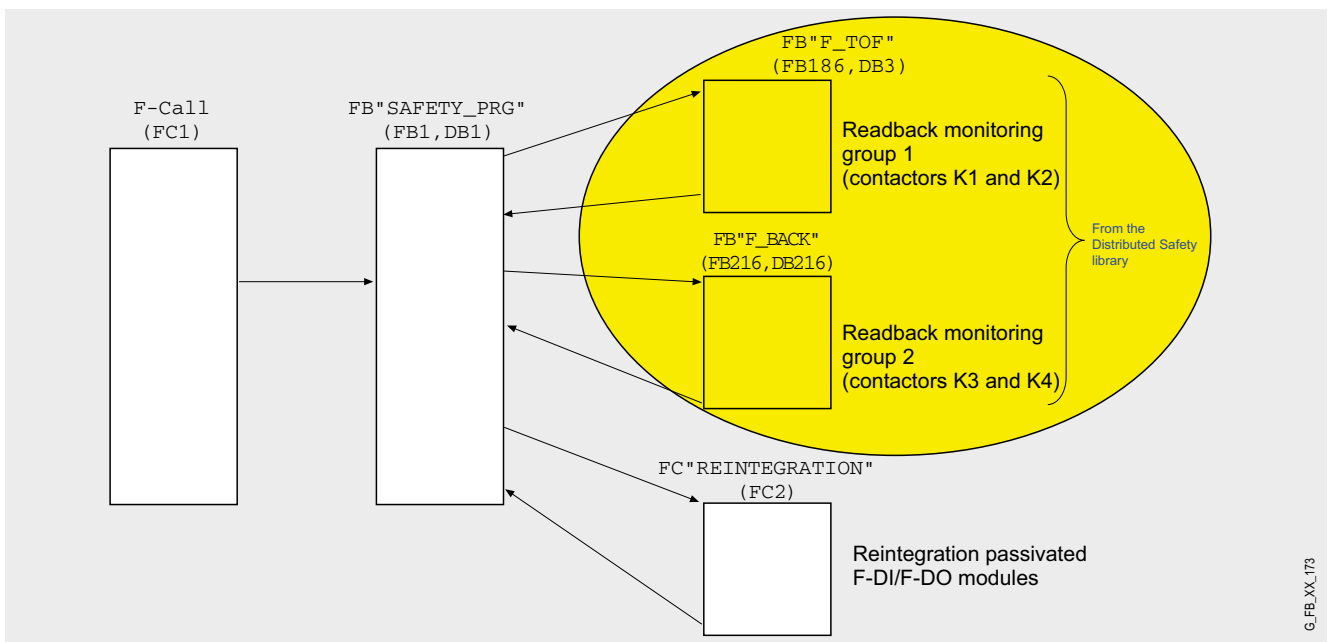 F-Call
(FC1)
FB"SAFETY_PRG"
(FB1,DB1)
FB"F_TOF"
(FB186,DB3)
Readback monitoring
group 1
(contactors K1 and K2)
From the
Distributed Safety
library
FB"F_BACK"
(FB216,DB216)
Readback monitoring
group 2
(contactors K3 and K4)
FC"REINTEGRATION"
(FC2)
Reintegration passivated
F-DI/F-DO modules
G_FB_XX_173